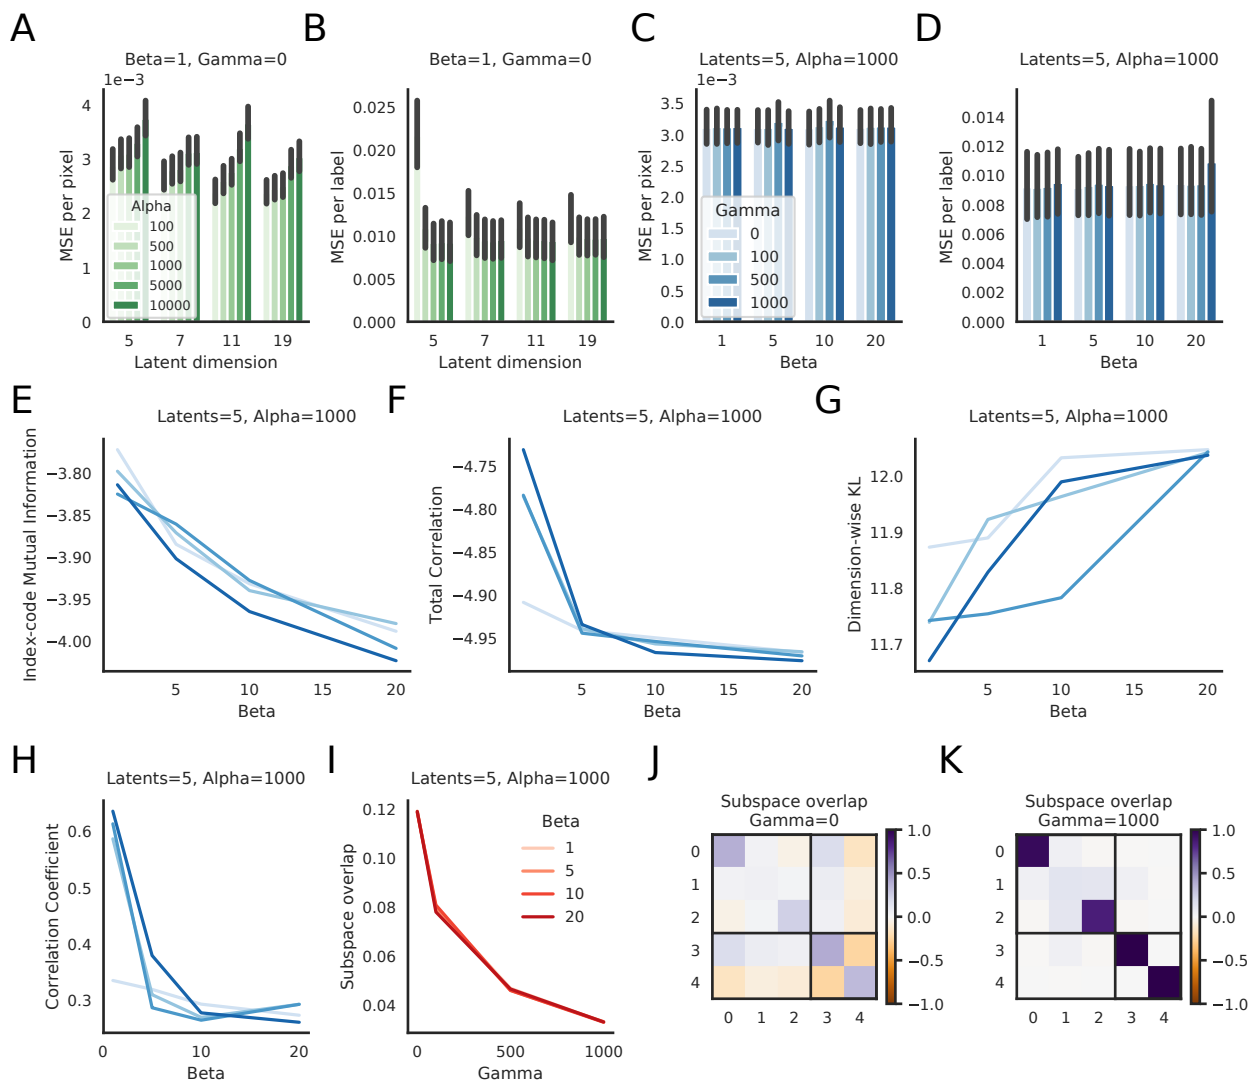 A
Beta=1, Gamma=0
1e−3
MSE per pixel
4
3
2
1
0
Alpha
100
500
1000
5000
10000
5 7 11 19
Latent dimension
B
Beta=1, Gamma=0
MSE per label
0.025
0.020
0.015
0.010
0.005
0.000
5 7 11 19
Latent dimension
C
Latents=5, Alpha=1000
1e−3
MSE per pixel
3.5
3.0
2.5
2.0
1.5
1.0
0.5
0.0
Gamma
0
100
500
1000
1 5 10 20
Beta
D
Latents=5, Alpha=1000
MSE per label
0.014
0.012
0.010
0.008
0.006
0.004
0.002
0.000
1 5 10 20
Beta
E
Latents=5, Alpha=1000
Index-code Mutual Information
−3.80
−3.85
−3.90
−3.95
−4.00
5 10 15 20
Beta
F
Latents=5, Alpha=1000
Total Correlation
−4.75
−4.80
−4.85
−4.90
−4.95
5 10 15 20
Beta
G
Latents=5, Alpha=1000
Dimension-wise KL
12.0
11.9
11.8
11.7
5 10 15 20
Beta
H
Latents=5, Alpha=1000
Correlation Coefficient
0.6
0.5
0.4
0.3
0 10 20
Beta
I
Latents=5, Alpha=1000
Subspace overlap
0.12
0.10
0.08
0.06
0.04
Beta
1
5
10
20
0 500 1000
Gamma
J
Subspace overlap
Gamma=0
0
1
2
3
4
0 1 2 3 4
1.0
0.5
0.0
−0.5
−1.0
K
Subspace overlap
Gamma=1000
0
1
2
3
4
0 1 2 3 4
1.0
0.5
0.0
−0.5
−1.0